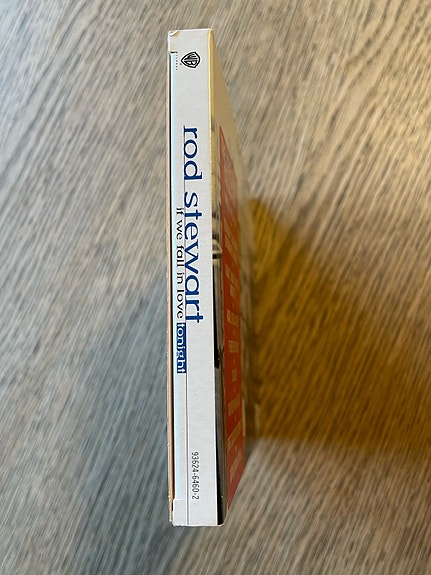 rod stewart
if we fall in love tonight
93624-6460-2